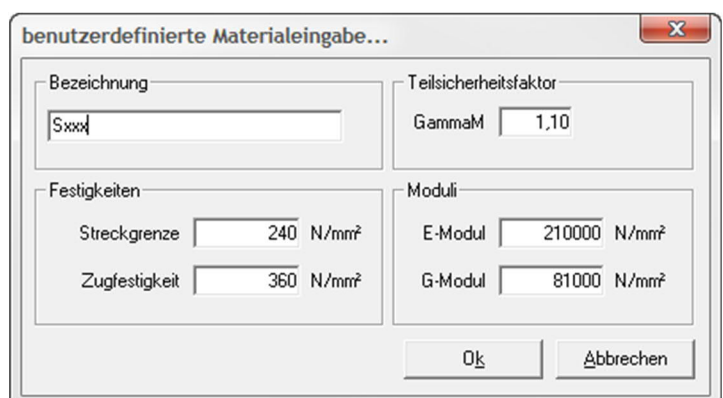 benutzerdefinierte Materialeingabe...
Bezeichnung
Sxxx
Teilsicherheitsfaktor
GammaM 1,10
Festigkeiten
Streckgrenze 240 N/mm²
Zugfestigkeit 360 N/mm²
Moduli
E-Modul 210000 N/mm²
G-Modul 81000 N/mm²
Ok Abbrechen